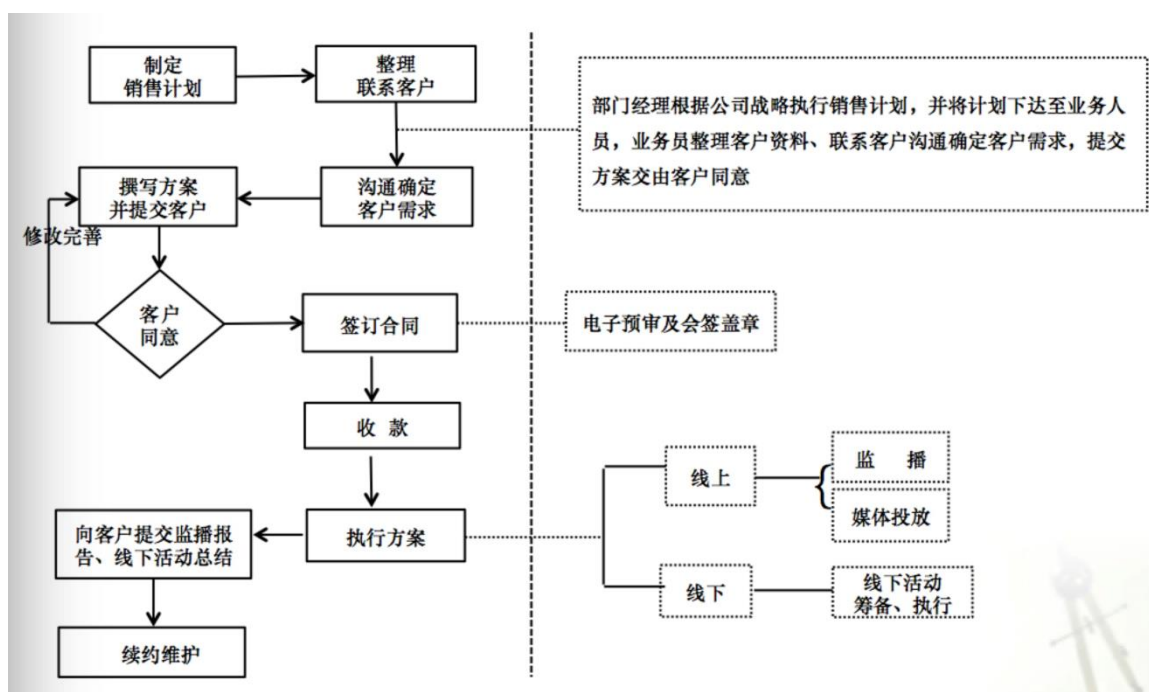 制定
销售计划
整理
联系客户
部门经理根据公司战略执行销售计划，并将计划下达至业务人
员，业务员整理客户资料、联系客户沟通确定客户需求，提交
方案交由客户同意
撰写方案
并提交客户
沟通确定
客户需求
修改完善
客户
同意
签订合同
电子预审及会签盖章
收 款
线上
监 播
媒体投放
向客户提交监播报
告、线下活动总结
执行方案
线下
线下活动
筹备、执行
续约维护